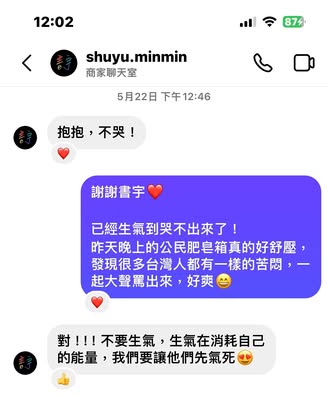 12:02
87
shuyu.minmin
商家聊天室
5月22日 下午12:46
抱抱，不哭！
❤️
謝謝書宇❤️
已經生氣到哭不出來了！
昨天晚上的公民肥皂箱真的好舒壓，
發現很多台灣人都有一樣的苦悶，一
起大聲罵出來，好爽😄
❤️
對！!！不要生氣，生氣在消耗自己
的能量，我們要讓他們先氣死😍
👍